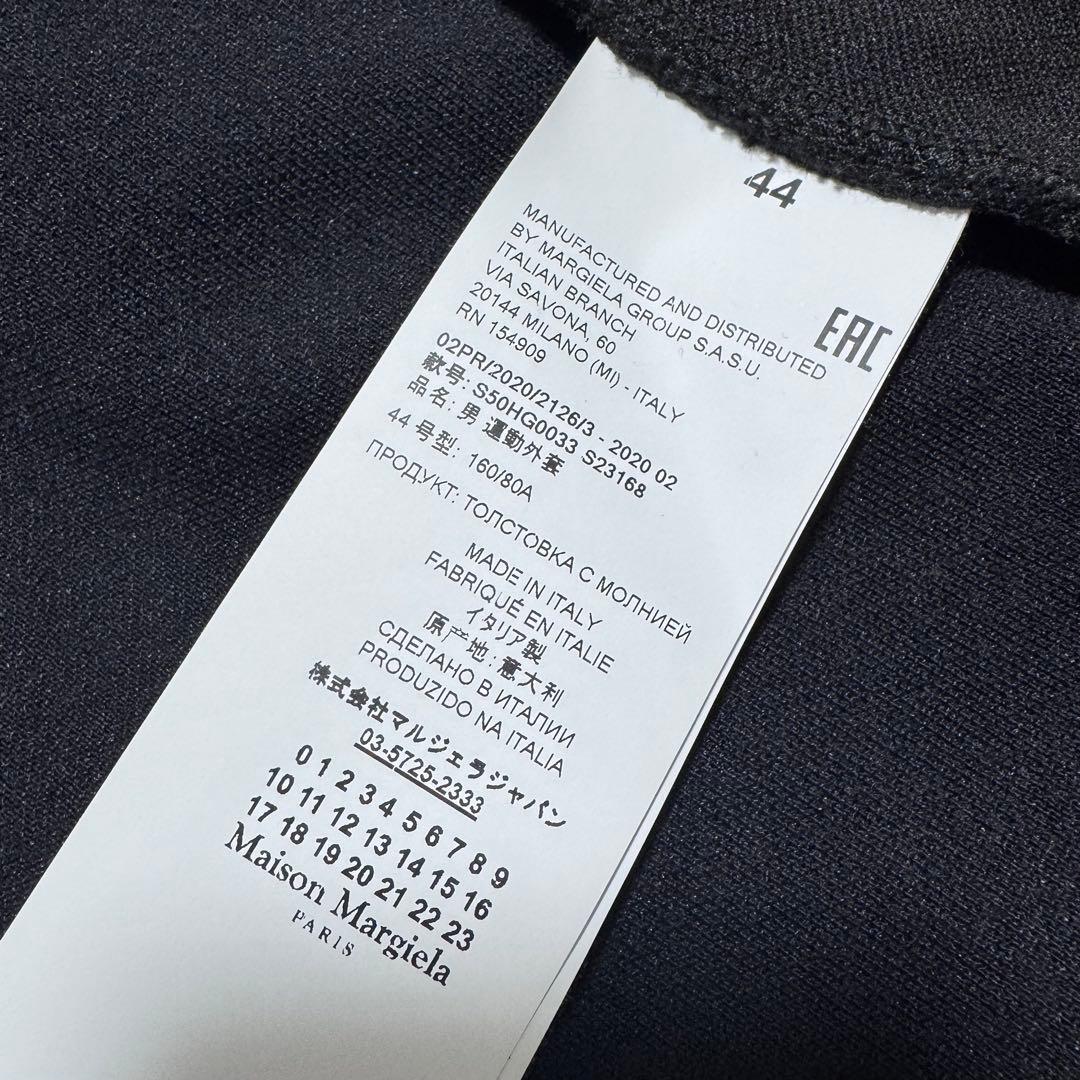 44
MANUFACTURED AND DISTRIBUTED
BY MARGIELA GROUP S.A.S.U.
ITALIAN BRANCH
VIA SAVONA, 60
20144 MILANO (MI) - ITALY
RN 154909
EAC
02PR/2020/2126/3 - 2020 02
款号: S50HG0033 S23168
品名: 男 運動外套
44 号型: 160/80A
ПРОДУКТ: ТОЛСТОВКА С МОЛНИЕЙ
MADE IN ITALY
FABRIQUÉ EN ITALIE
イタリア製
原产地: 意大利
СДЕЛАНО В ИТАЛИИ
PRODUZIDO NA ITALIA
株式会社マルジェラジャパン
03-5725-2333
0 1 2 3 4 5 6 7 8 9
10 11 12 13 14 15 16
17 18 19 20 21 22 23
Maison Margiela
PARIS